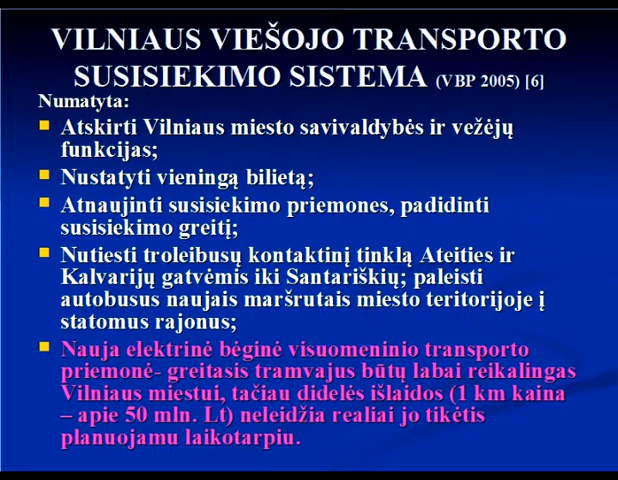 VILNIAUS VIEŠOJO TRANSPORTO
SUSISIEKIMO SISTEMA (VBP 2005) [6]
Numatyta:
Atskirti Vilniaus miesto savivaldybės ir vežėjų
funkcijas;
Nustatyti vieningą bilietą;
Atnaujinti susisiekimo priemones, padidinti
susisiekimo greitį;
Nutiesti troleibusų kontaktinį tinklą Ateities ir
Kalvarijų gatvėmis iki Santariškių; paleisti
autobusus naujais maršrutais miesto teritorijoje į
statomus rajonus;
Nauja elektrinė bėginė visuomeninio transporto
priemonė- greitasis tramvajus būtų labai reikalingas
Vilniaus miestui, tačiau didelės išlaidos (1 km kaina
– apie 50 mln. Lt) neleidžia realiai jo tikėtis
planuojamu laikotarpiu.